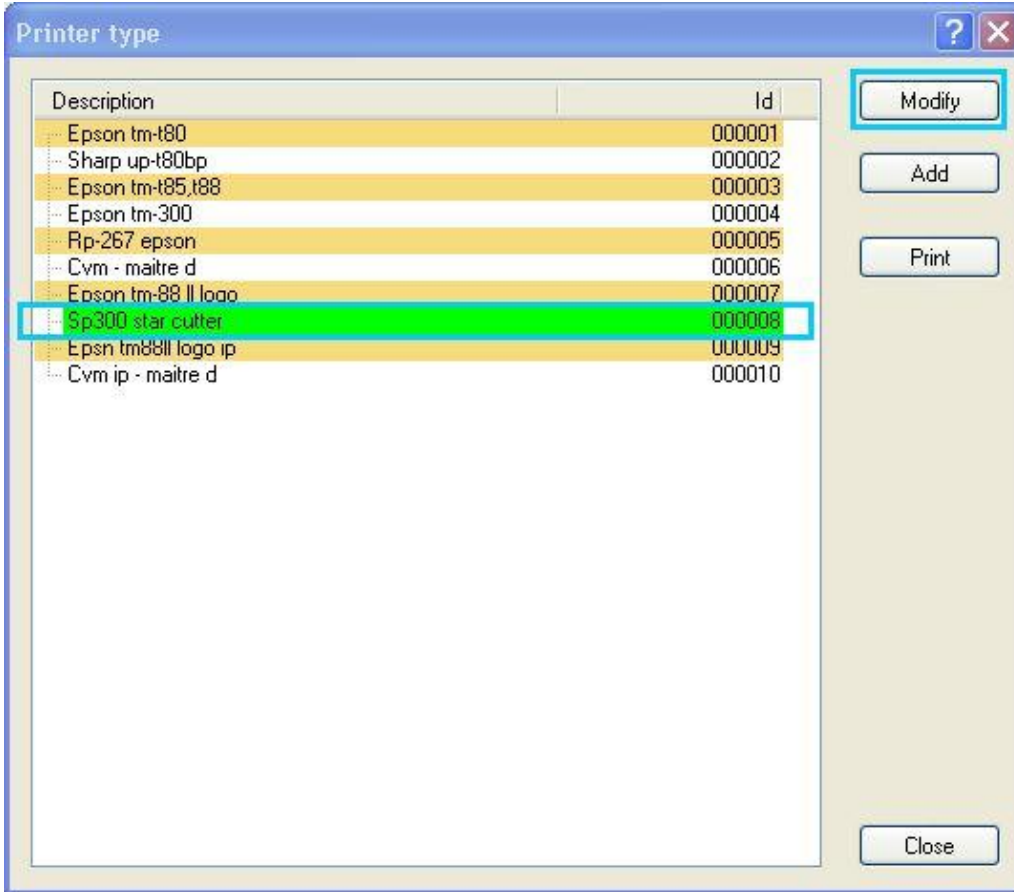 Printer type
Description Id
Modify
Epson tm-t80 000001
Sharp up-t80bp 000002
Add
Epson tm-t85,t88 000003
Epson tm-300 000004
Rp-267 epson 000005
Print
Cvm - maitre d 000006
Epson tm-88 II logo 000007
Sp300 star cutter 000008
Epsn tm88II logo ip 000009
Cvm ip - maitre d 000010
Close